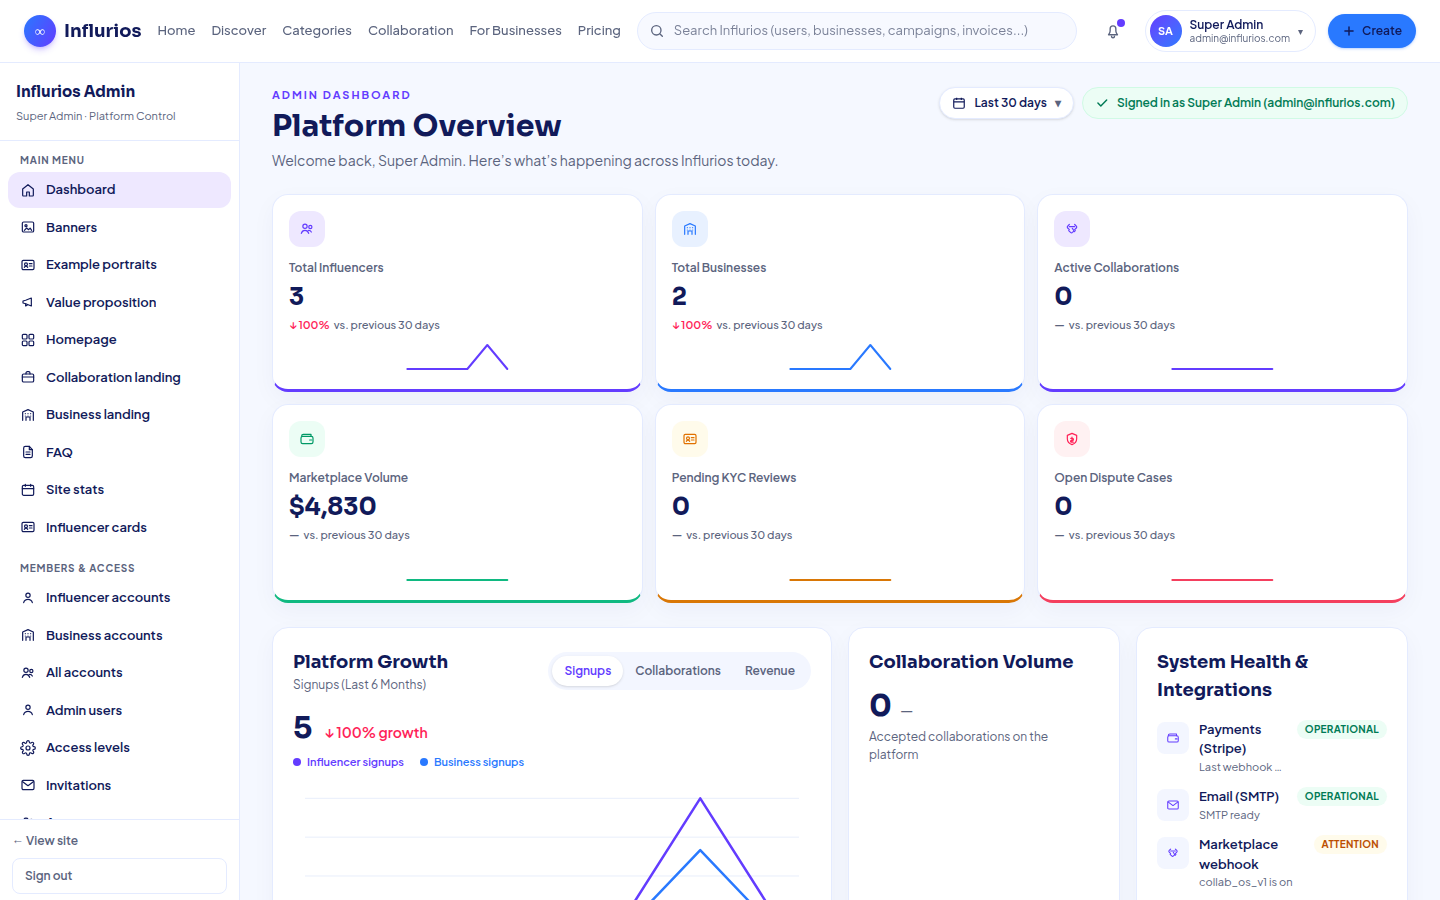 Influrios
Home
Discover
Categories
Collaboration
For Businesses
Pricing
Search Influrios (users, businesses, campaigns, invoices...)
SA
Super Admin
admin@influrios.com
▾
+ Create
Influrios Admin
Super Admin · Platform Control
MAIN MENU
Dashboard
Banners
Example portraits
Value proposition
Homepage
Collaboration landing
Business landing
FAQ
Site stats
Influencer cards
MEMBERS & ACCESS
Influencer accounts
Business accounts
All accounts
Admin users
Access levels
Invitations
← View site
Sign out
ADMIN DASHBOARD
Platform Overview
Welcome back, Super Admin. Here's what's happening across Influrios today.
Last 30 days ▾
Signed in as Super Admin (admin@influrios.com)
Total Influencers
3
↓100% vs. previous 30 days
Total Businesses
2
↓100% vs. previous 30 days
Active Collaborations
0
— vs. previous 30 days
Marketplace Volume
$4,830
— vs. previous 30 days
Pending KYC Reviews
0
— vs. previous 30 days
Open Dispute Cases
0
— vs. previous 30 days
Platform Growth
Signups (Last 6 Months)
Signups
Collaborations
Revenue
5 ↓100% growth
Influencer signups
Business signups
Collaboration Volume
0 —
Accepted collaborations on the
platform
System Health &
Integrations
Payments
(Stripe)
Last webhook ...
OPERATIONAL
Email (SMTP)
SMTP ready
OPERATIONAL
Marketplace
webhook
collab_os_v1 is on
ATTENTION